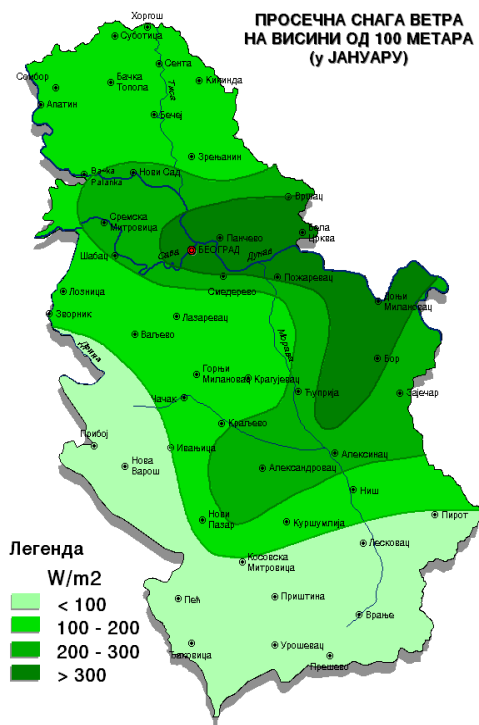 ПРОСЕЧНА СНАГА ВЕТРА
НА ВИСИНИ ОД 100 МЕТАРА
(у ЈАНУАРУ)
Хоргош
Суботица
Сента
Сомбор
Бачка
Топола
Кикинда
Апатин
Тиса
Бечеј
Зрењанин
Бачка
Palaпka
Нови Сад
Вршац
Сремска
Митровица
Панчево
Бела
Црква
Сава
БЕОГРАД
Дунав
Шабац
Пожаревац
Лозница
Смедерево
Доњи
Милановац
Зворник
Лазаревац
Морава
Ваљево
Дрина
Бор
Горњи
Милановац
Крагујевац
Ћуприја
Зајечар
Чачак
Краљево
Прибој
Ивањица
Алексинац
Нова
Варош
Александровац
Ниш
Нови
Пазар
Куршумлија
Пирот
Лесковац
Косовска
Митровица
Пећ
Приштина
Врање
Ђаковица
Урошевац
Прешево
Легенда
W/m2
< 100
100 - 200
200 - 300
> 300